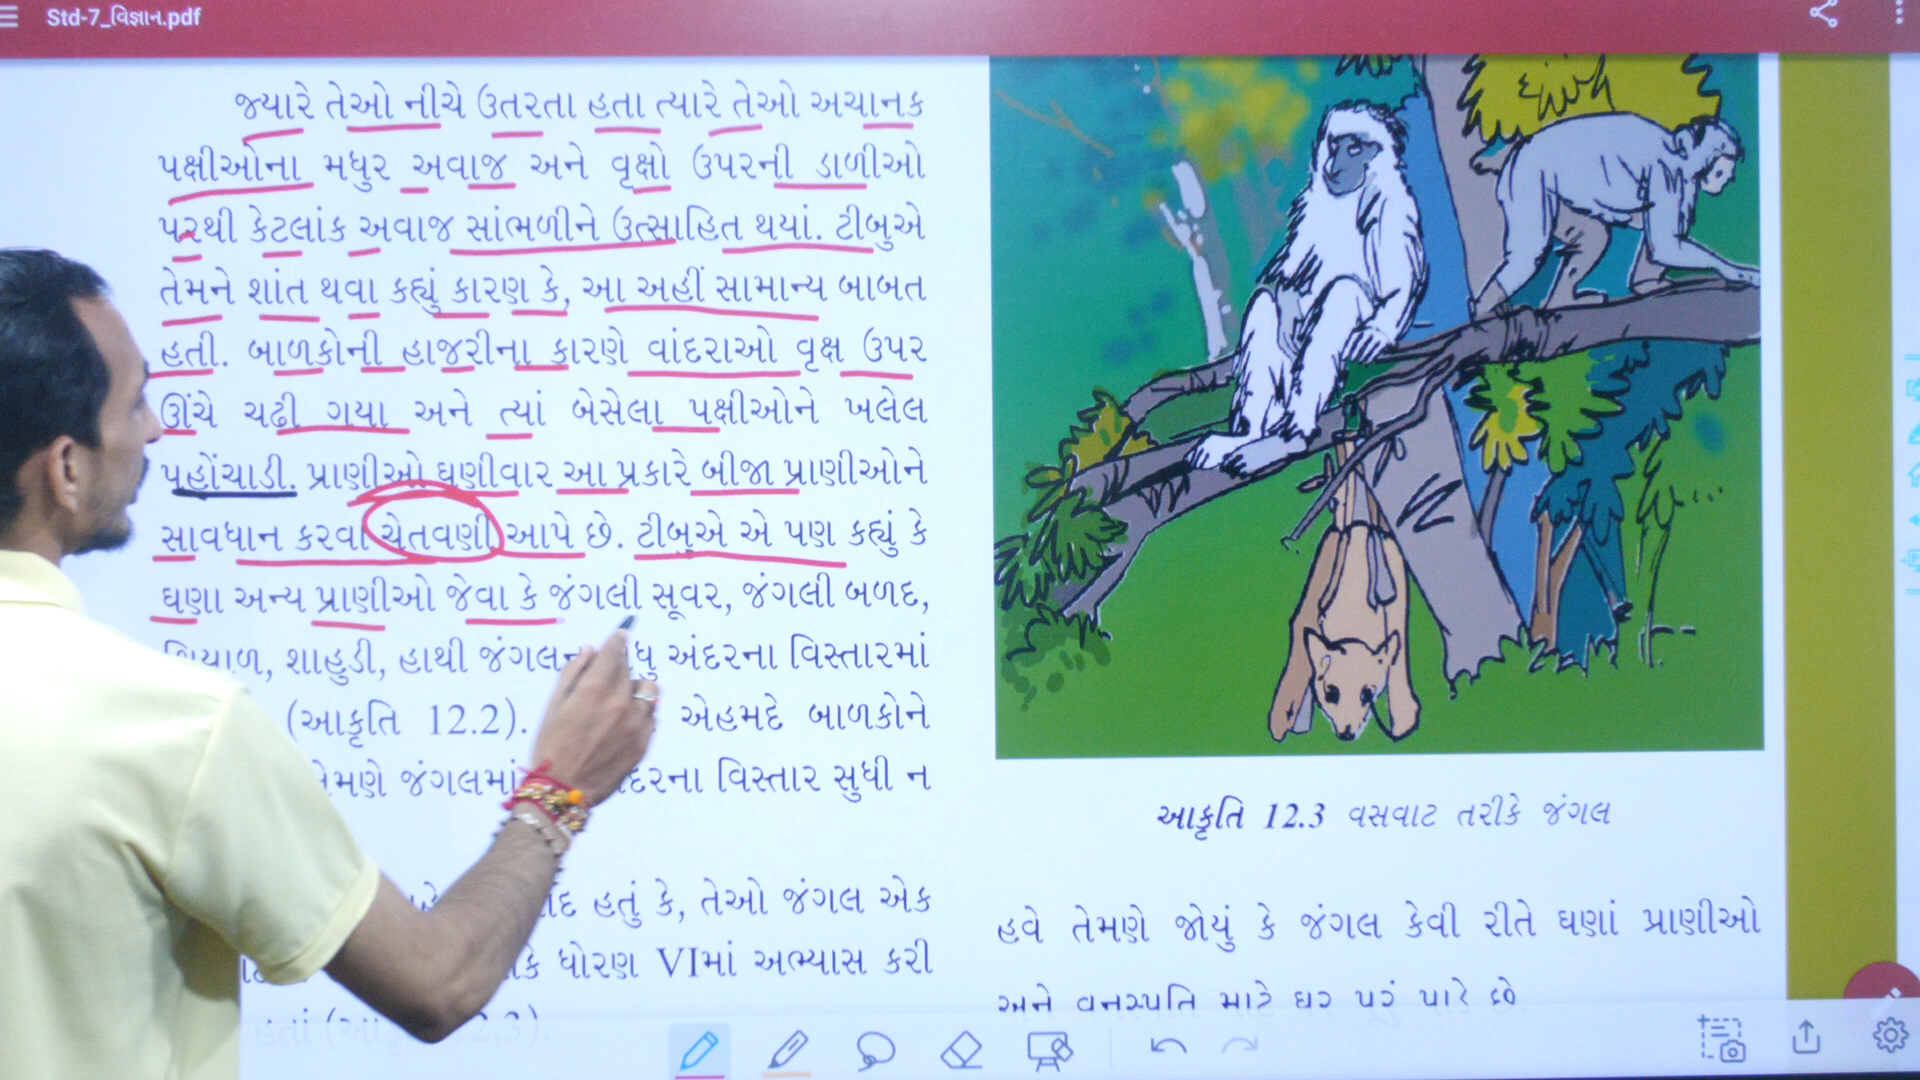 Std-7_વિજ્ઞાન.pdf
જ્યારે તેઓ નીચે ઉતરતા હતા ત્યારે તેઓ અચાનક
પક્ષીઓના મધુર અવાજ અને વૃક્ષો ઉપરની ડાળીઓ
પરથી કેટલાંક અવાજ સાંભળીને ઉત્સાહિત થયાં. ટીબુએ
તેમને શાંત થવા કહ્યું કારણ કે, આ અહીં સામાન્ય બાબત
હતી. બાળકોની હાજરીના કારણે વાંદરાઓ વૃક્ષ ઉપર
ઊંચે ચઢી ગયા અને ત્યાં બેસેલા પક્ષીઓને ખલેલ
પહોંચાડી. પ્રાણીઓ ઘણીવાર આ પ્રકારે બીજા પ્રાણીઓને
સાવધાન કરવા ચેતવણી આપે છે. ટીબુએ એ પણ કહ્યું કે
ઘણા અન્ય પ્રાણીઓ જેવા કે જંગલી સૂવર, જંગલી બળદ,
શાહુડી, હાથી અંદરના વિસ્તારમાં
(આકૃતિ 12.2). એહમદે બાળકોને
જંગલમાં વિસ્તાર સુધી ન
હતું કે, તેઓ જંગલ એક
ધોરણ VIમાં અભ્યાસ કરી
આકૃતિ 12.3 વસવાટ તરીકે જંગલ
હવે તેમણે જોયું કે જંગલ કેવી રીતે ઘણાં પ્રાણીઓ
અને વનસ્પતિ માટે ઘર પૂરું પાડે છે.